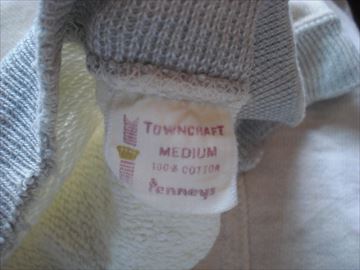 TOWNCRAFT
MEDIUM
100% COTTON
Penneys